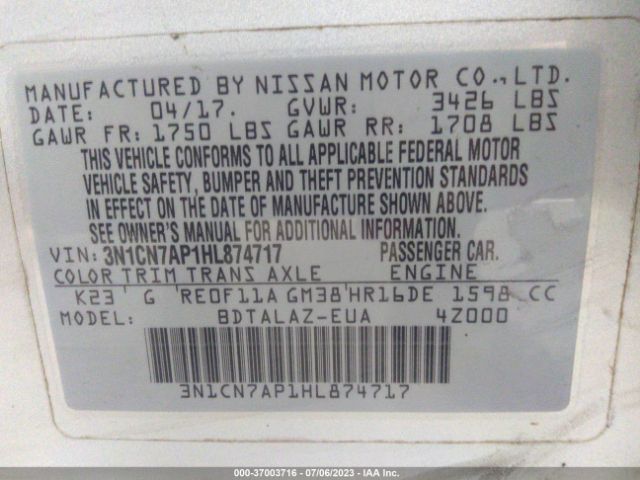 MANUFACTURED BY NISSAN MOTOR CO., LTD.
DATE: 04/17. GVWR: 3426 LBS
GAWR FR: 1750 LBS GAWR RR: 1708 LBS
THIS VEHICLE CONFORMS TO ALL APPLICABLE FEDERAL MOTOR
VEHICLE SAFETY, BUMPER AND THEFT PREVENTION STANDARDS
IN EFFECT ON THE DATE OF MANUFACTURE SHOWN ABOVE.
SEE OWNER'S MANUAL FOR ADDITIONAL INFORMATION.
VIN: 3N1CN7AP1HL874717 PASSENGER CAR.
COLOR TRIM TRANS AXLE ENGINE
K23 G RE0F11A GM38 HR16DE 1598 CC
MODEL: BDTALAZ-EUA 4Z000
3N1CN7AP1HL874717
000-37003716 - 07/06/2023 - IAA Inc.